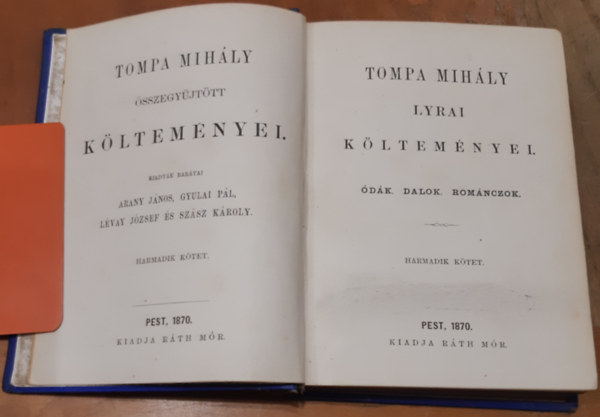 TOMPA MIHÁLY
ÖSSZEGYŰJTÖTT
KÖLTEMÉNYEI.
KIADTÁK BARÁTAI
ARANY JÁNOS, GYULAI PÁL,
LÉVAY JÓZSEF ÉS SZÁSZ KÁROLY.
HARMADIK KÖTET.
PEST, 1870.
KIADJA RÁTH MÓR.
TOMPA MIHÁLY
LYRAI
KÖLTEMÉNYEI.
ÓDÁK. DALOK. ROMÁNCZOK.
HARMADIK KÖTET.
PEST, 1870.
KIADJA RÁTH MÓR.